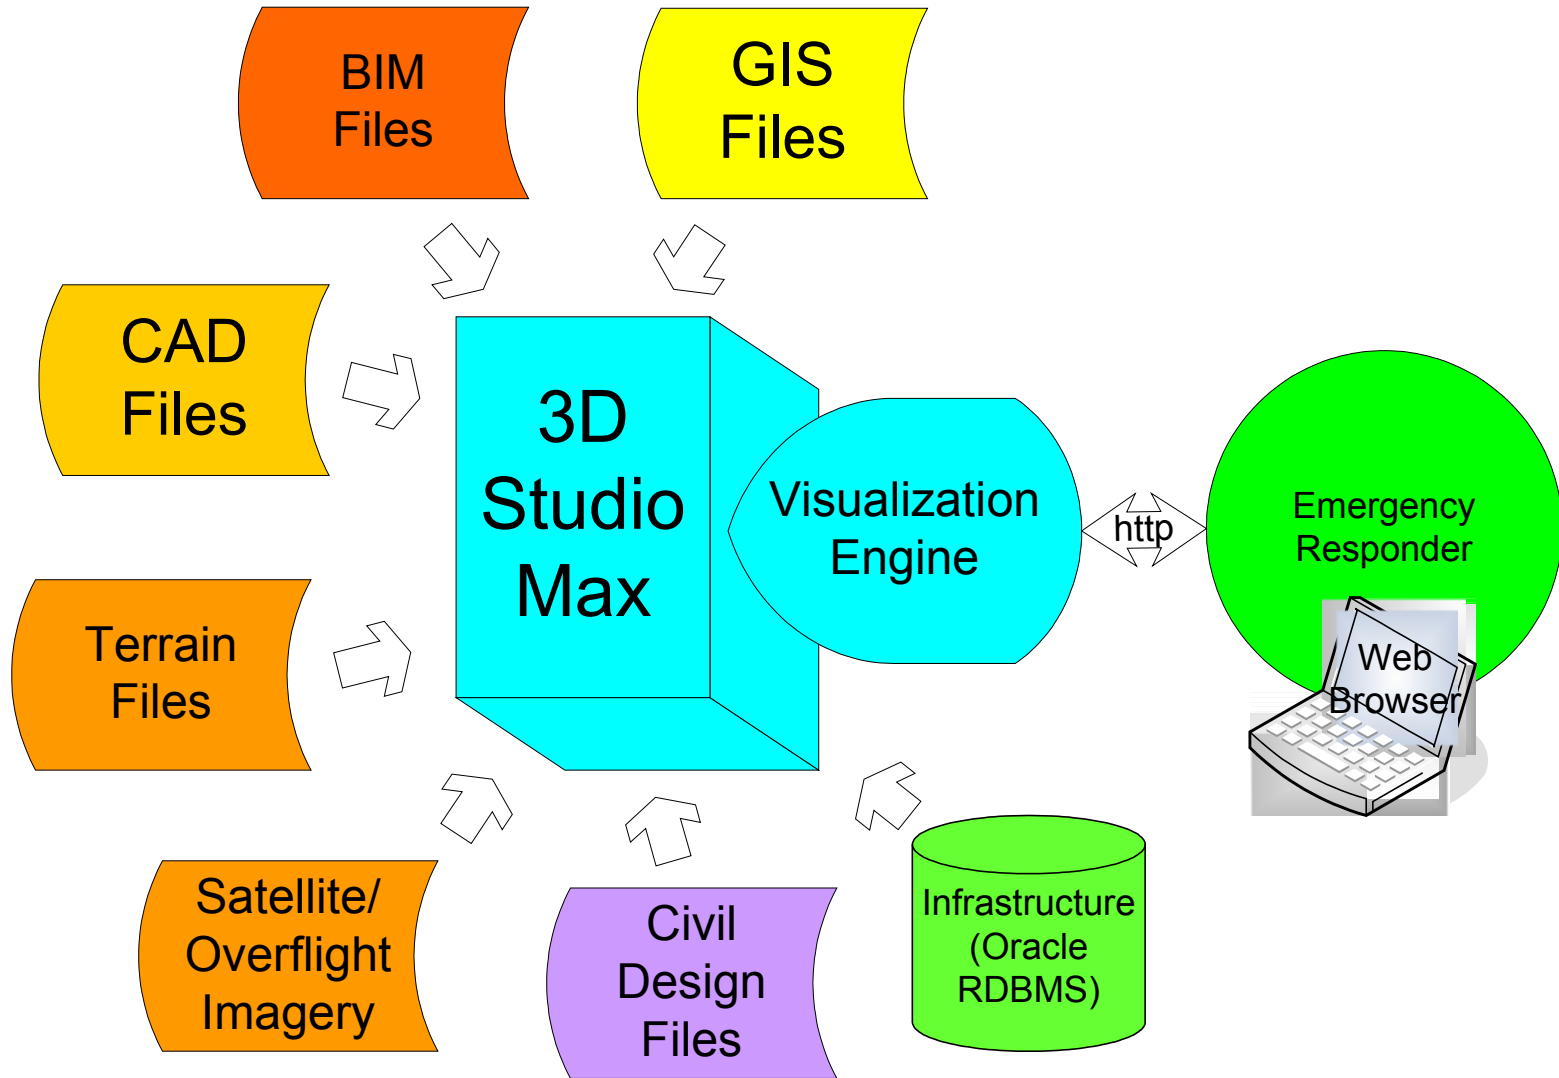 BIM
Files
GIS
Files
CAD
Files
3D
Studio
Max
Visualization
Engine
http
Emergency
Responder
Web
Browser
Terrain
Files
Satellite/
Overflight
Imagery
Civil
Design
Files
Infrastructure
(Oracle
RDBMS)